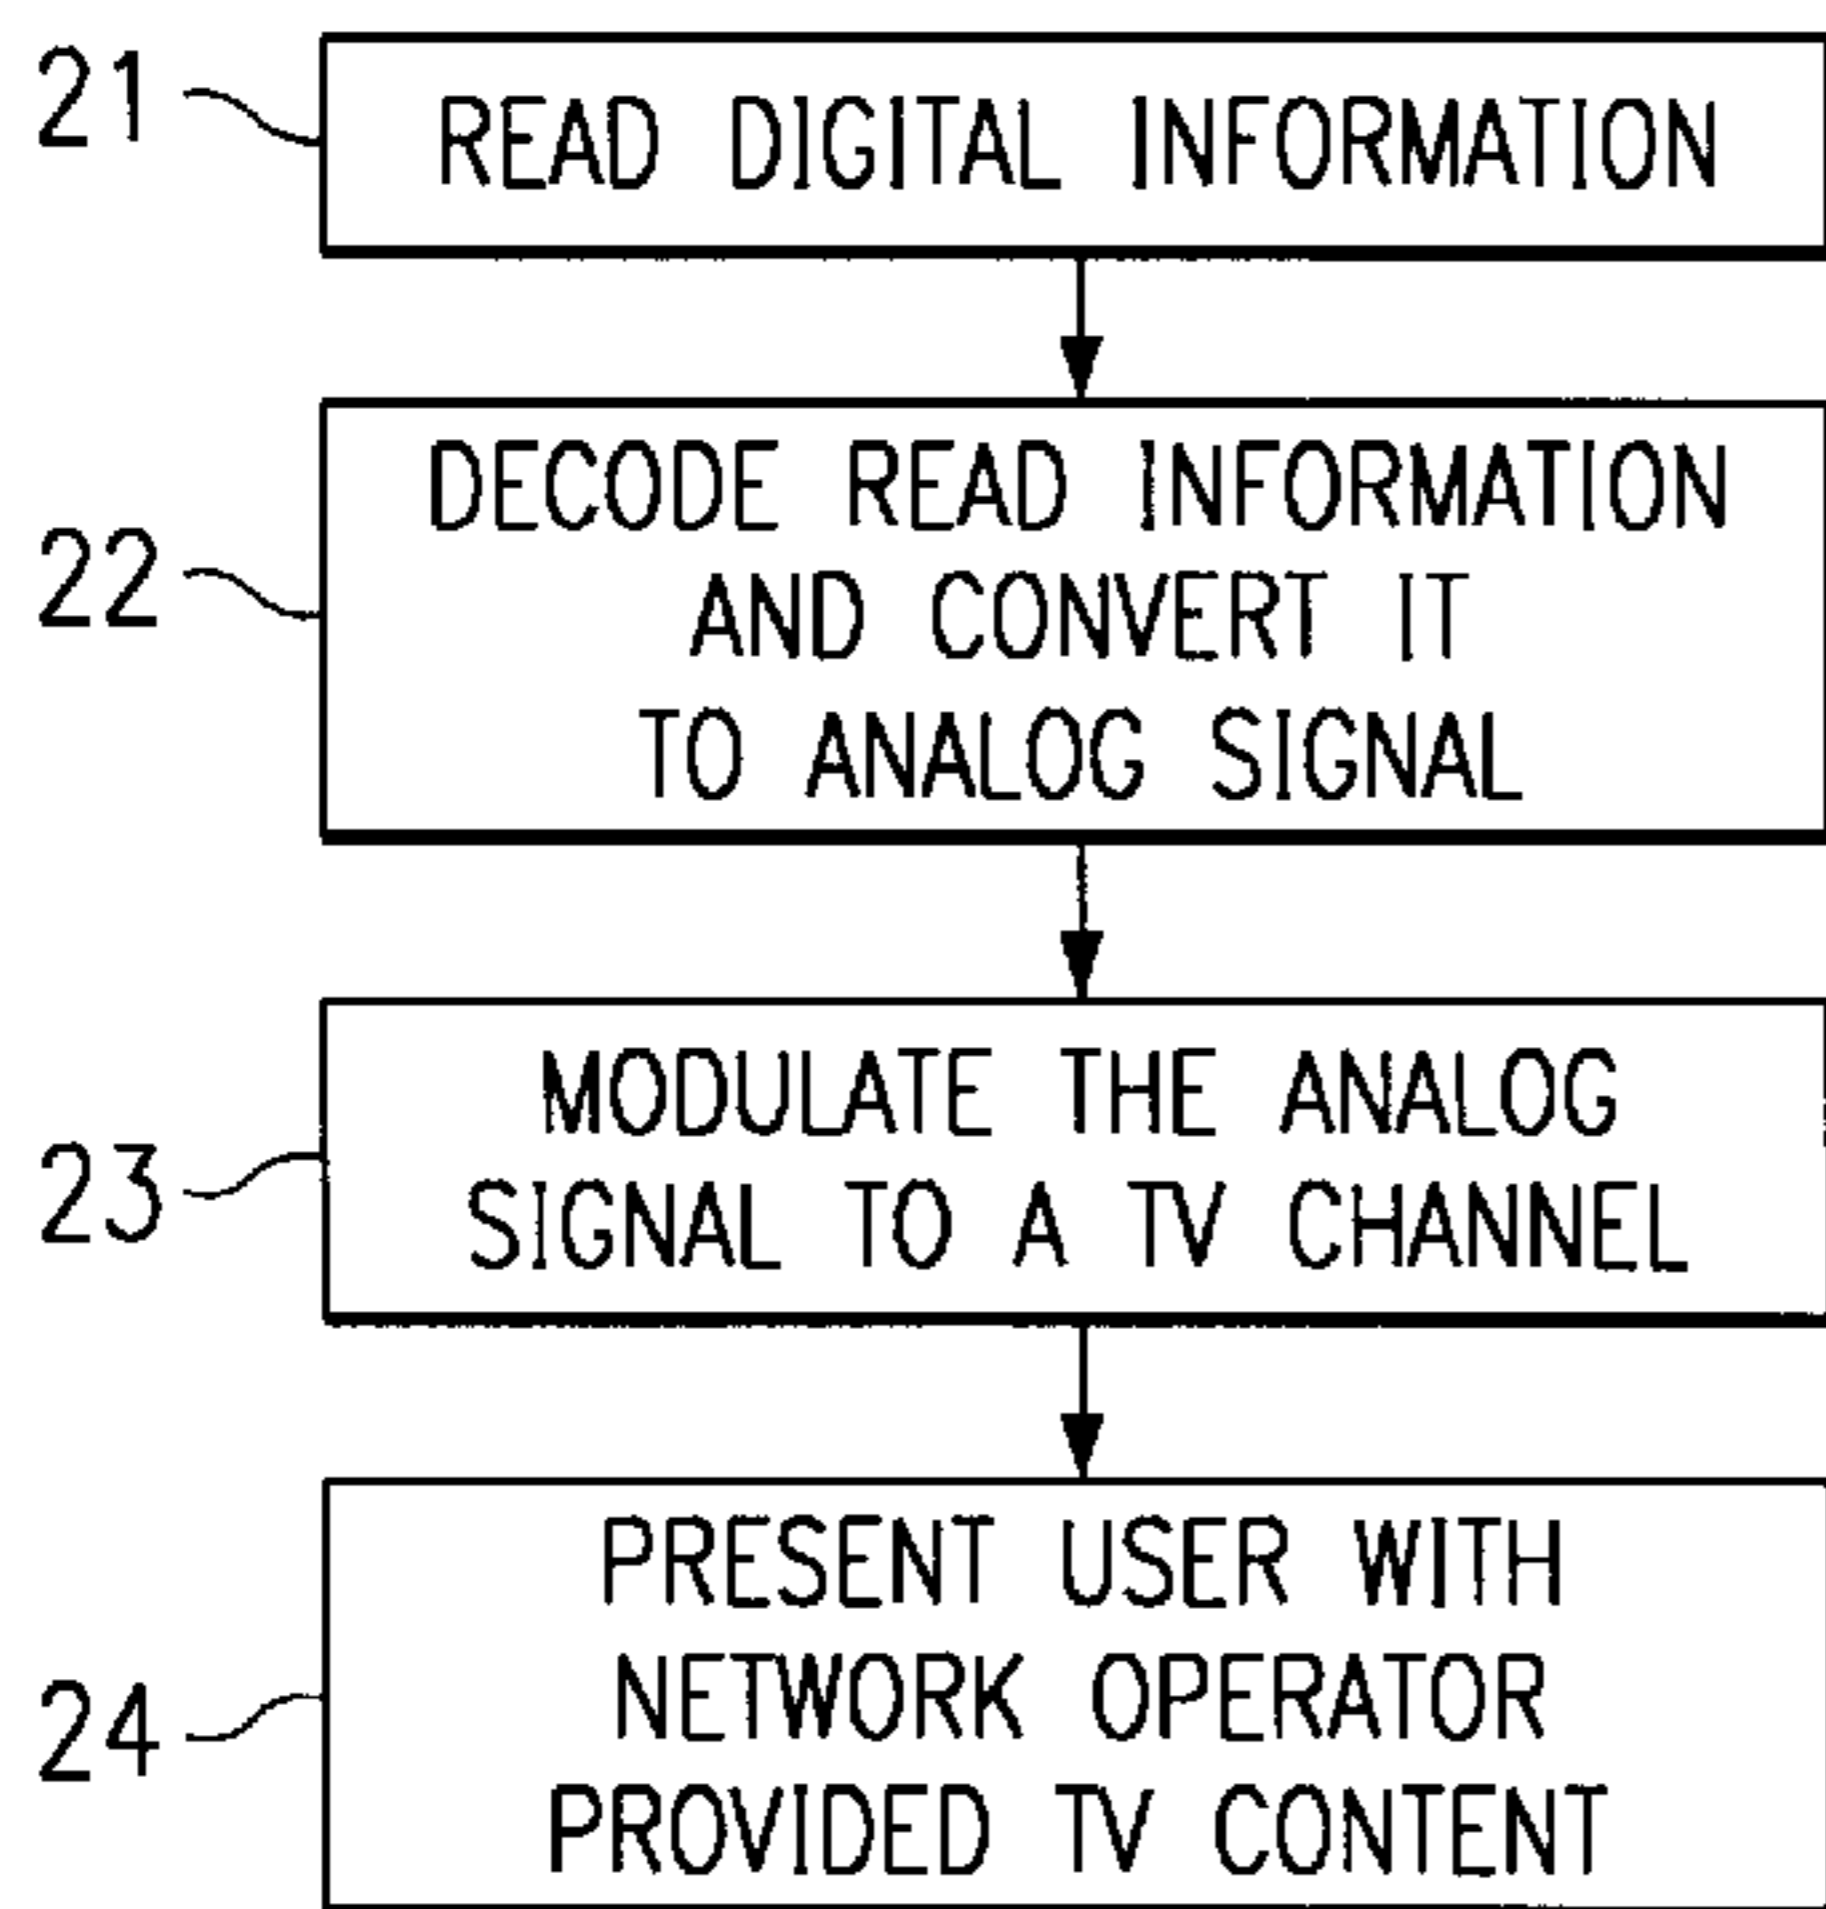 21
READ DIGITAL INFORMATION
22
DECODE READ INFORMATION
AND CONVERT IT
TO ANALOG SIGNAL
23
MODULATE THE ANALOG
SIGNAL TO A TV CHANNEL
24
PRESENT USER WITH
NETWORK OPERATOR
PROVIDED TV CONTENT